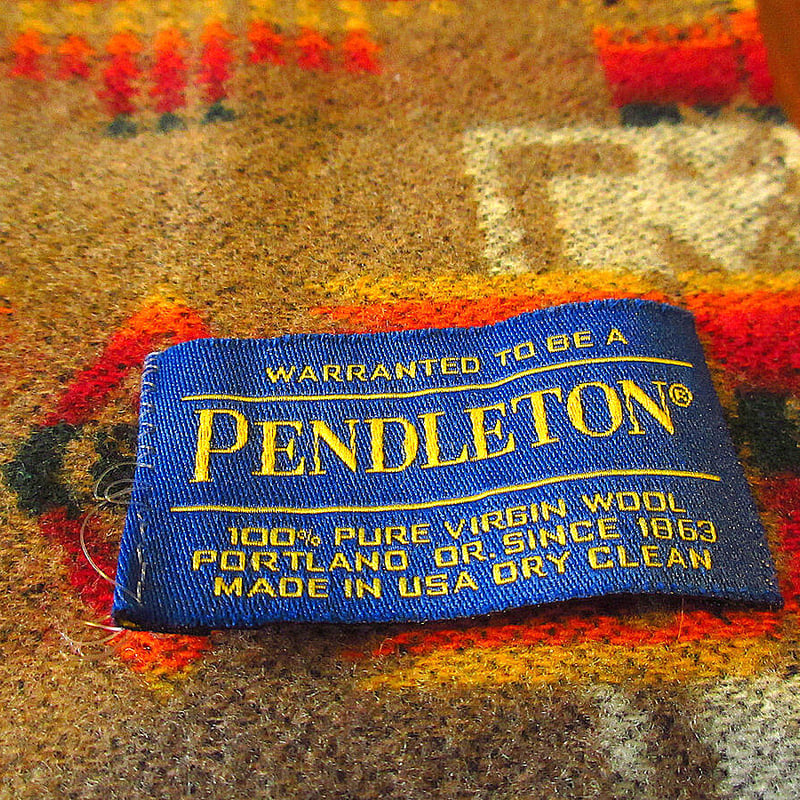 WARRANTED TO BE A
PENDLETON®
100% PURE VIRGIN WOOL
PORTLAND OR. SINCE 1863
MADE IN USA DRY CLEAN